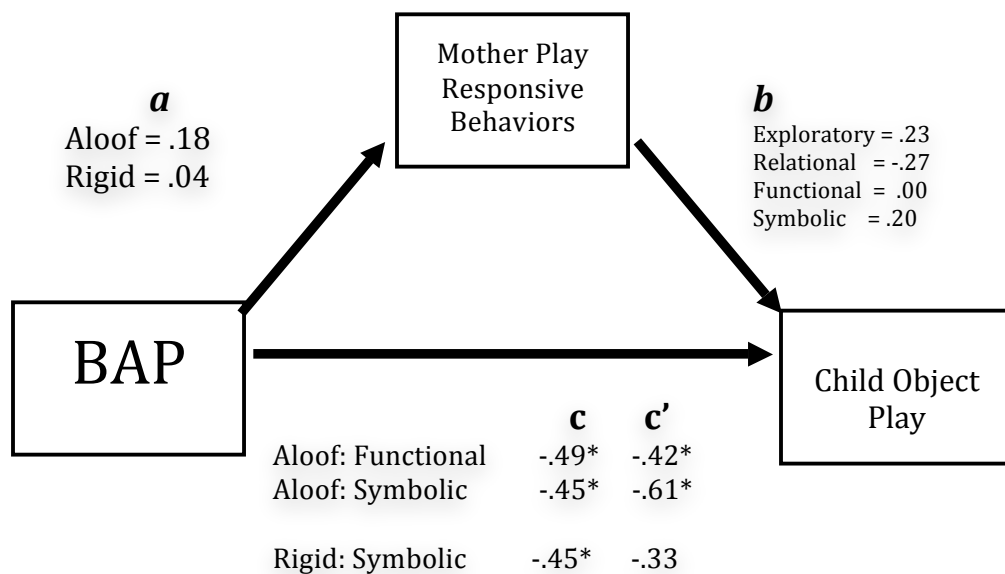 Mother Play
Responsive
Behaviors
a
Aloof = .18
Rigid = .04
b
Exploratory = .23
Relational = -.27
Functional = .00
Symbolic = .20
BAP
Child Object
Play
c c’
Aloof: Functional -.49* -.42*
Aloof: Symbolic -.45* -.61*
Rigid: Symbolic -.45* -.33